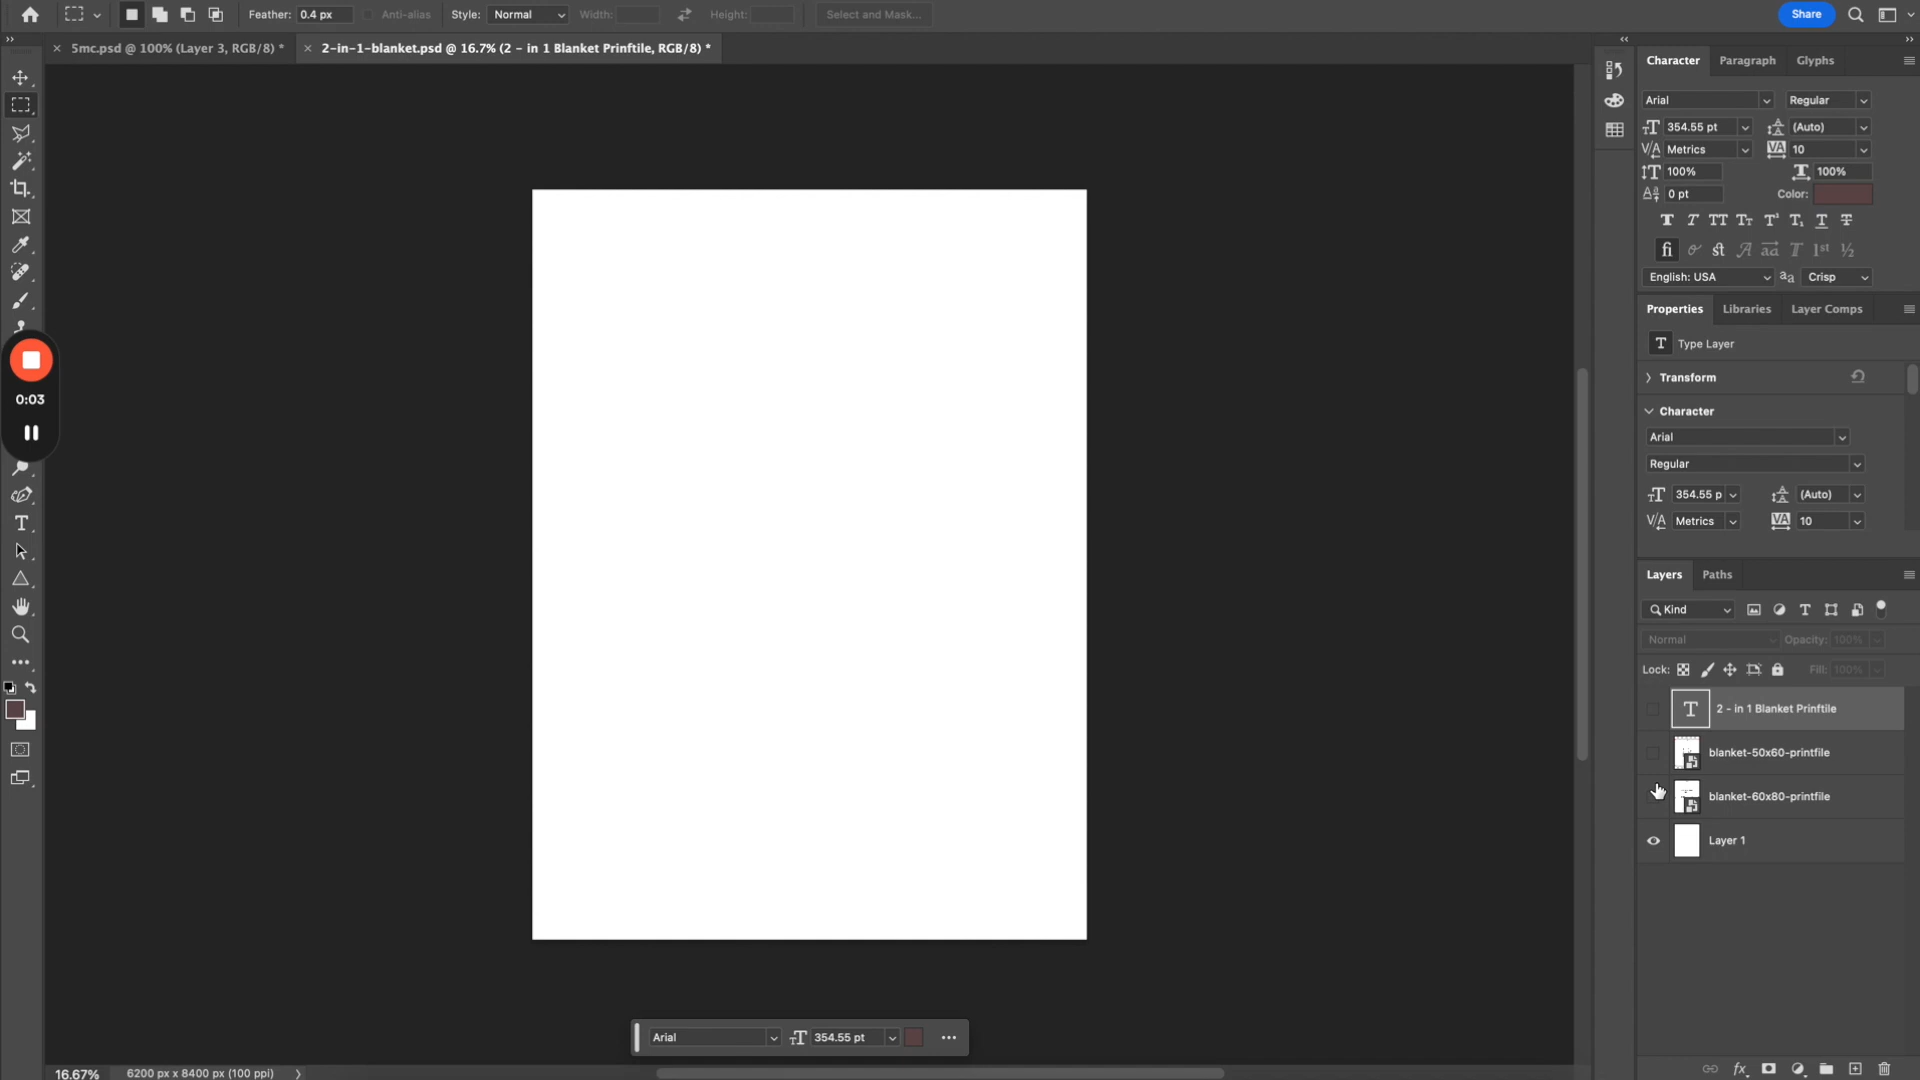 Feather: 0.4 px Anti-alias Style: Normal Width: Height: Select and Mask... Share
5mc.psd @ 100% (Layer 3, RGB/8) * 2-in-1-blanket.psd @ 16.7% (2 - in 1 Blanket Prinftile, RGB/8) *
Character Paragraph Glyphs
Arial Regular
354.55 pt (Auto)
Metrics 10
100% 100%
0 pt Color:
English: USA Crisp
Properties Libraries Layer Comps
Type Layer
Transform
0:03
Character
Arial
Regular
354.55 p (Auto)
Metrics 10
Layers Paths
Kind
Normal Opacity: 100%
Lock: Fill: 100%
2 - in 1 Blanket Prinftile
blanket-50x60-printfile
blanket-60x80-printfile
Layer 1
Arial 354.55 pt
16.67% 6200 px x 8400 px (100 ppi)